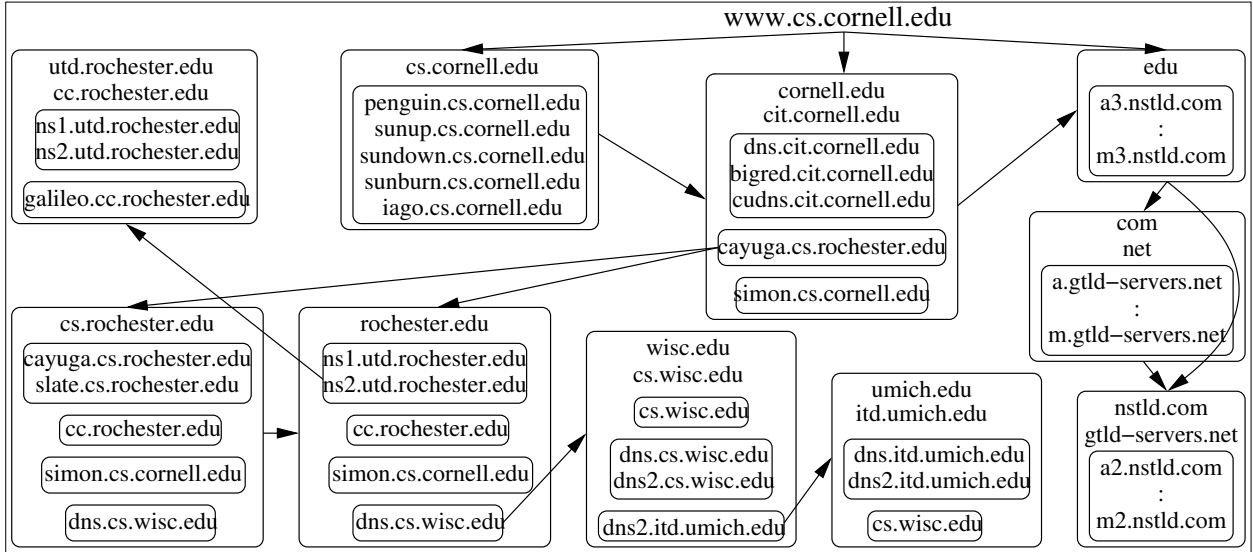 www.cs.cornell.edu
utd.rochester.edu
cc.rochester.edu
ns1.utd.rochester.edu
ns2.utd.rochester.edu
galileo.cc.rochester.edu
cs.cornell.edu
penguin.cs.cornell.edu
sunup.cs.cornell.edu
sundown.cs.cornell.edu
sunburn.cs.cornell.edu
iago.cs.cornell.edu
cornell.edu
cit.cornell.edu
dns.cit.cornell.edu
bigred.cit.cornell.edu
cudns.cit.cornell.edu
cayuga.cs.rochester.edu
simon.cs.cornell.edu
edu
a3.nstld.com
:
m3.nstld.com
com
net
a.gtld−servers.net
:
m.gtld−servers.net
cs.rochester.edu
cayuga.cs.rochester.edu
slate.cs.rochester.edu
cc.rochester.edu
simon.cs.cornell.edu
dns.cs.wisc.edu
rochester.edu
ns1.utd.rochester.edu
ns2.utd.rochester.edu
cc.rochester.edu
simon.cs.cornell.edu
dns.cs.wisc.edu
wisc.edu
cs.wisc.edu
cs.wisc.edu
dns.cs.wisc.edu
dns2.cs.wisc.edu
dns2.itd.umich.edu
umich.edu
itd.umich.edu
dns.itd.umich.edu
dns2.itd.umich.edu
cs.wisc.edu
nstld.com
gtld−servers.net
a2.nstld.com
:
m2.nstld.com